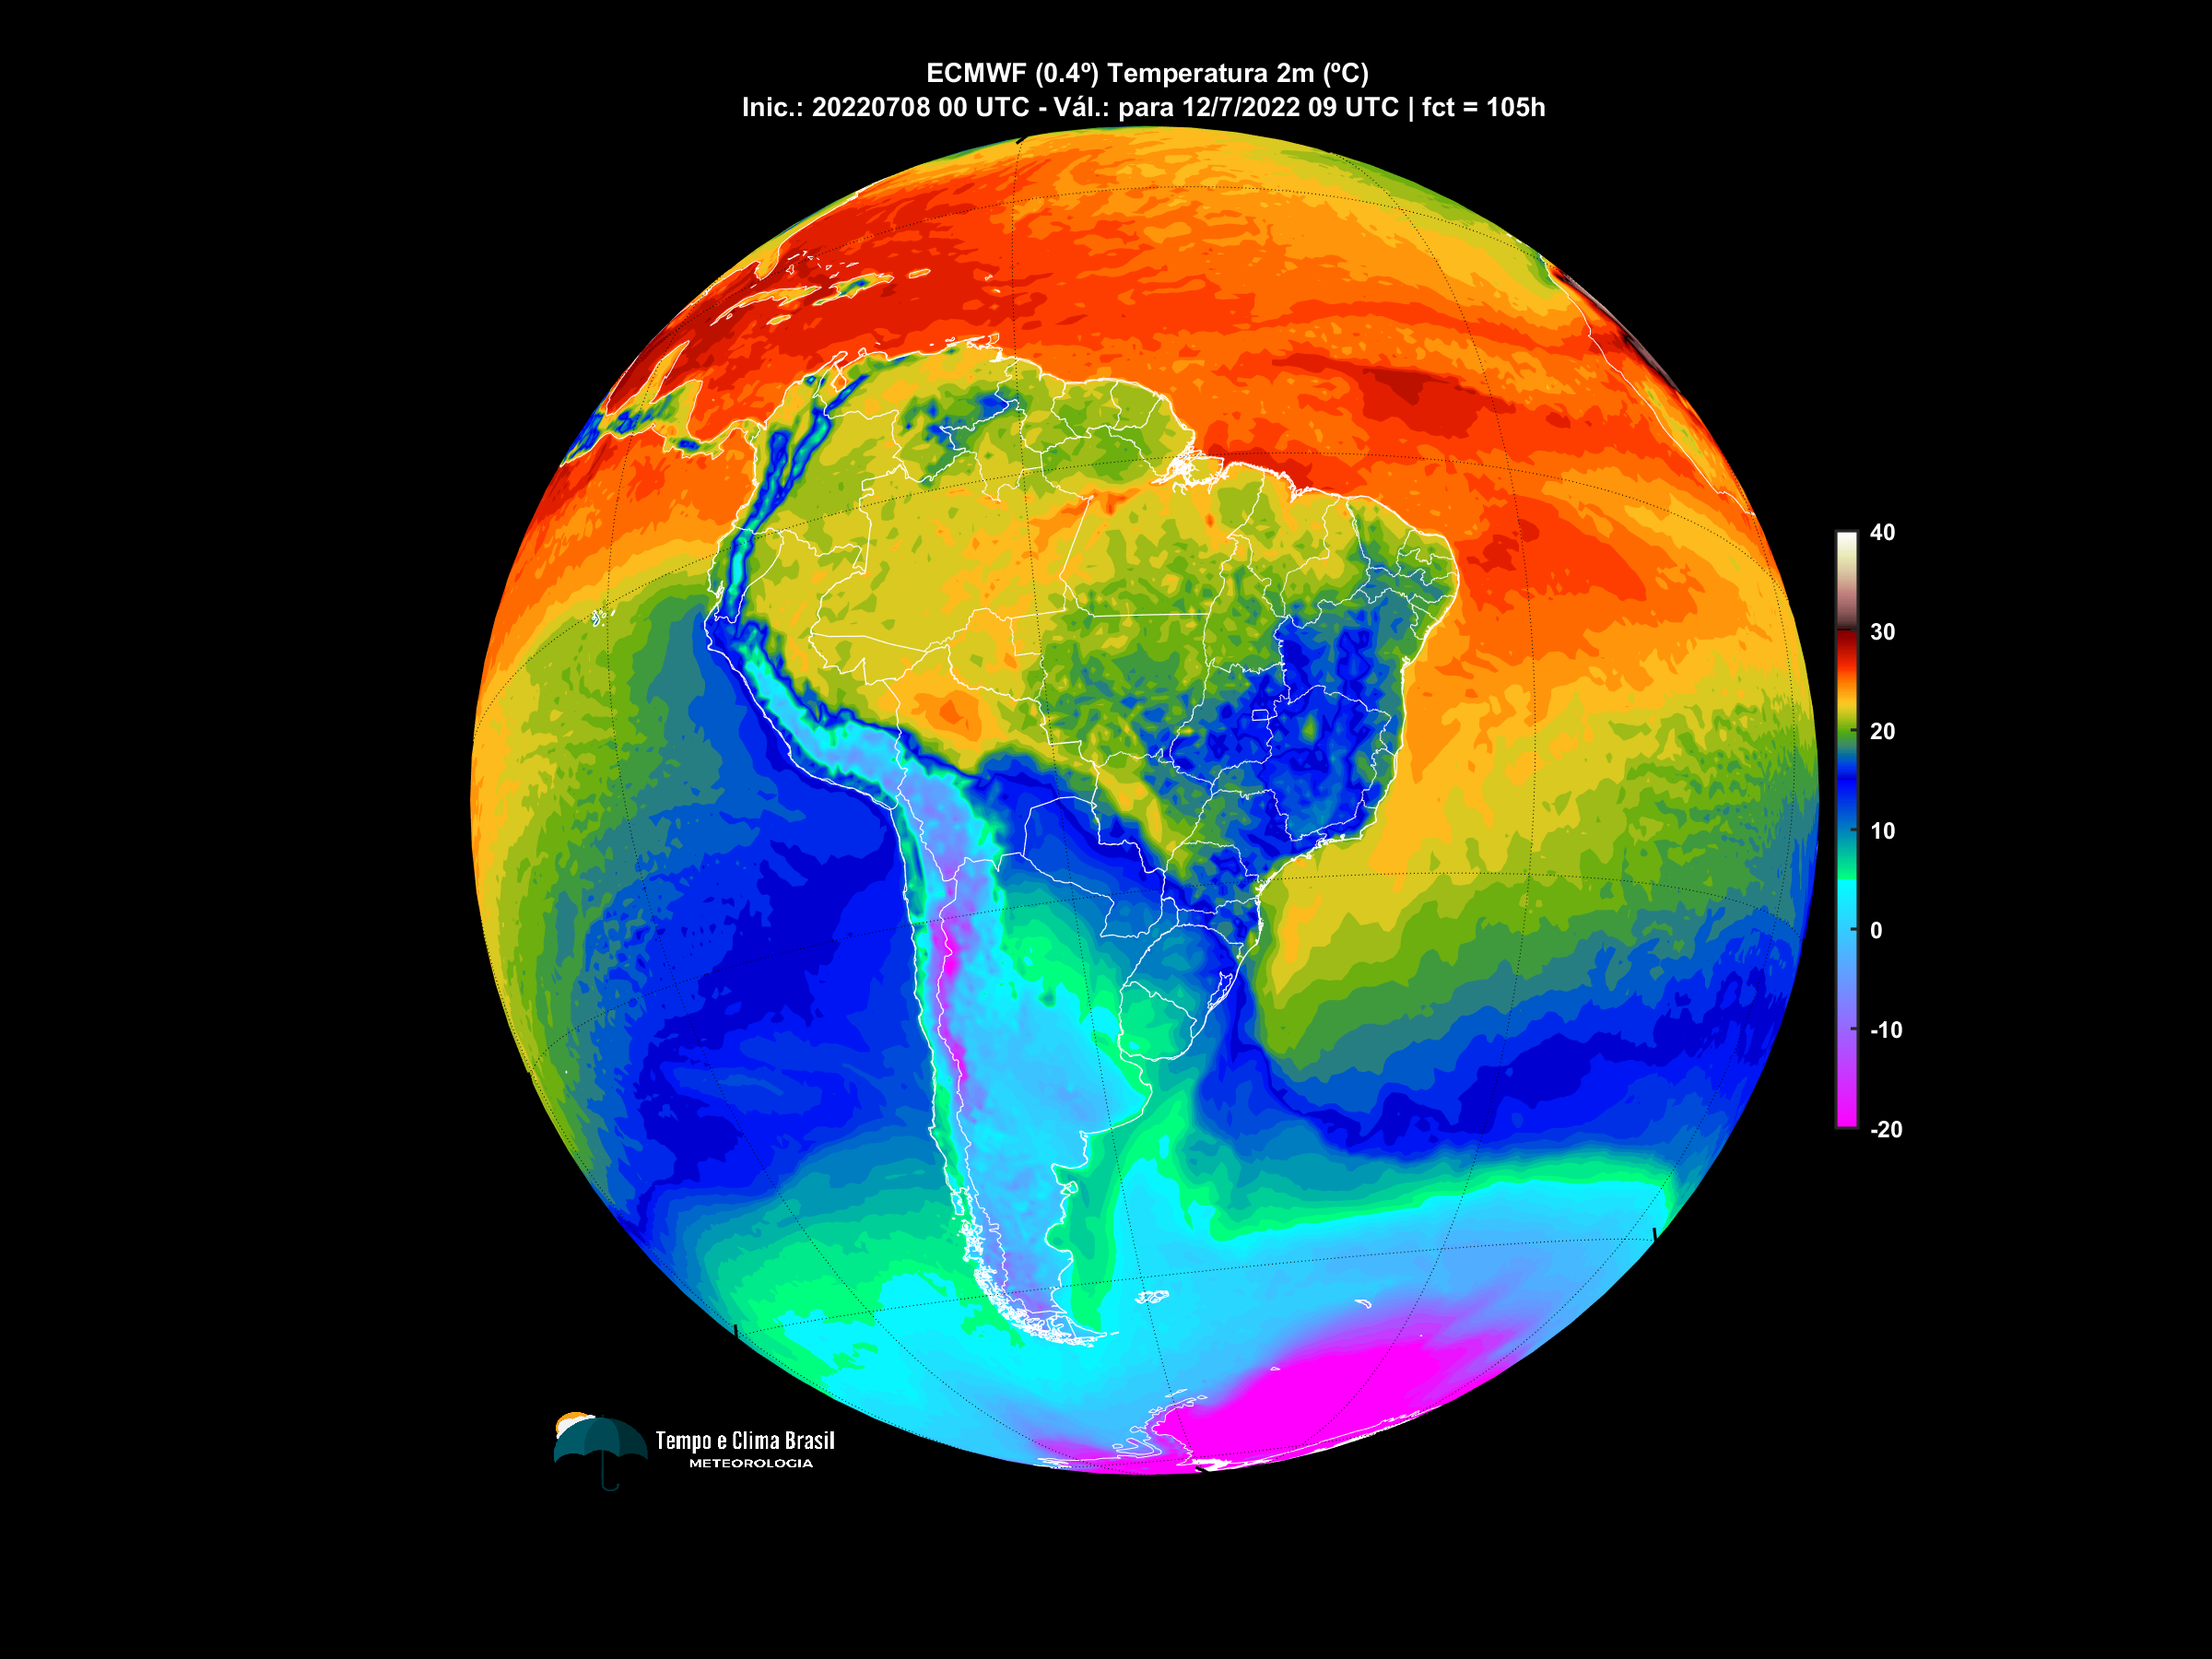 ECMWF (0.4º) Temperatura 2m (ºC)
Inic.: 20220708 00 UTC - Vál.: para 12/7/2022 09 UTC | fct = 105h
40
30
20
10
0
-10
-20
Tempo e Clima Brasil
METEOROLOGIA